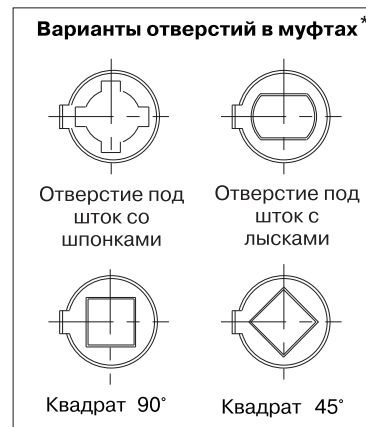 Варианты отверстий в муфтах*
Отверстие под
шток со
шпонками
Отверстие под
шток с
лысками
Квадрат 90°
Квадрат 45°